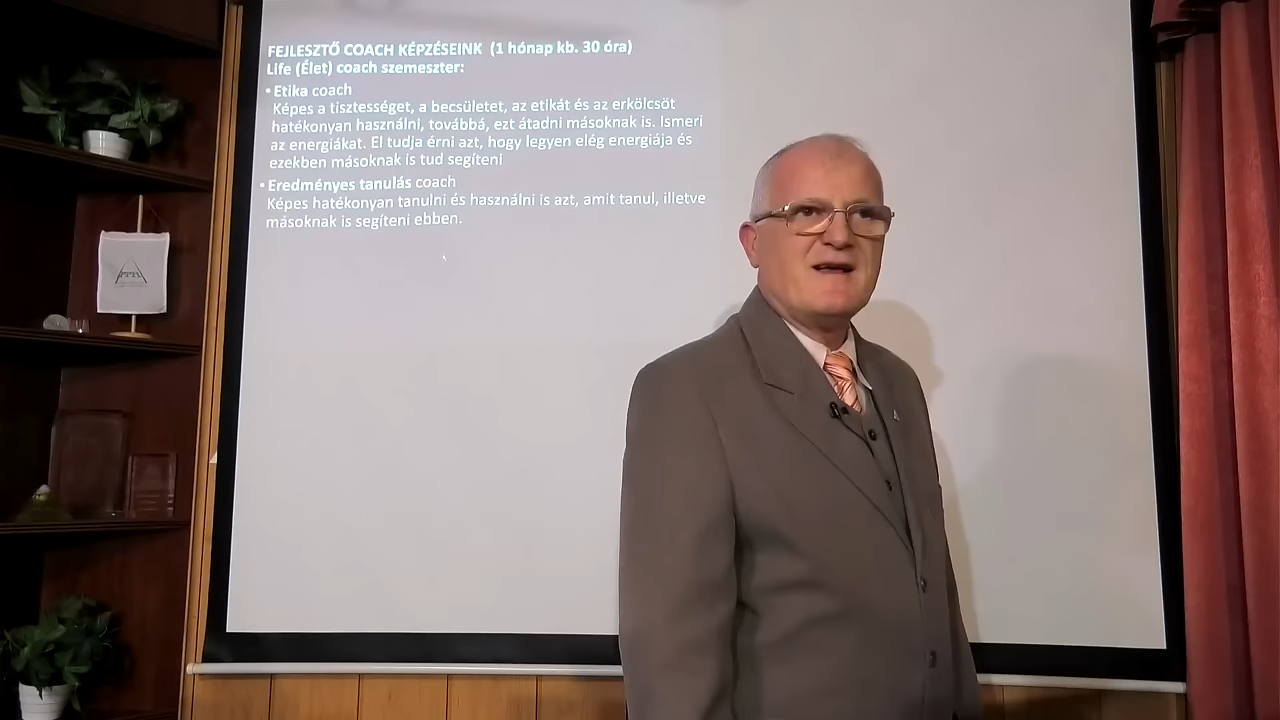 FEJLESZTŐ COACH KÉPZÉSEINK (1 hónap kb. 30 óra)
Life (Élet) coach szemeszter:
• Etika coach
Képes a tisztességet, a becsületet, az etikát és az erkölcsöt
hatékonyan használni, továbbá, ezt átadni másoknak is. Ismeri
az energiákat. El tudja érni azt, hogy legyen elég energiája és
ezekben másoknak is tud segíteni
• Eredményes tanulás coach
Képes hatékonyan tanulni és használni is azt, amit tanul, illetve
másoknak is segíteni ebben.